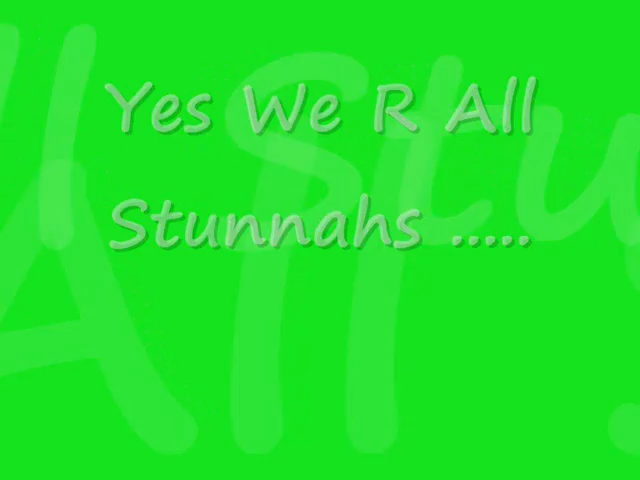 Yes We R All
Stunnahs .....